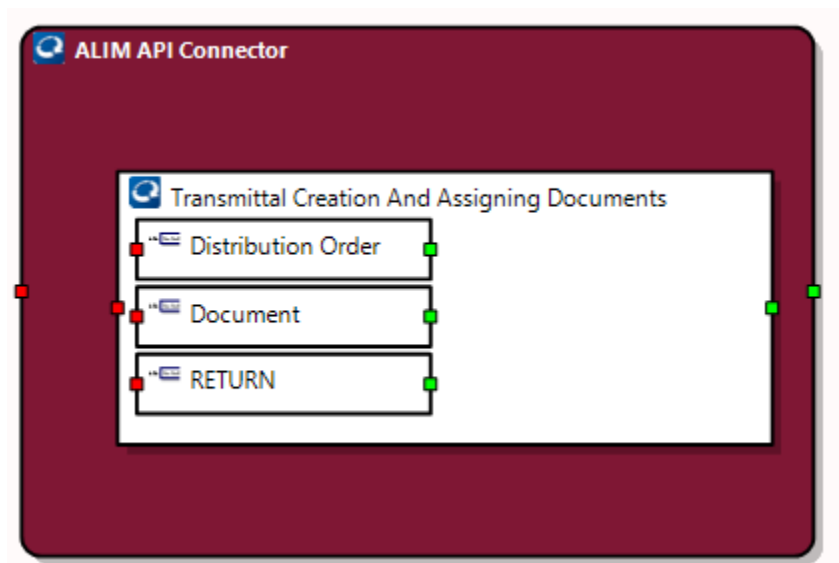 ALIM API Connector
Transmittal Creation And Assigning Documents
Distribution Order
Document
RETURN